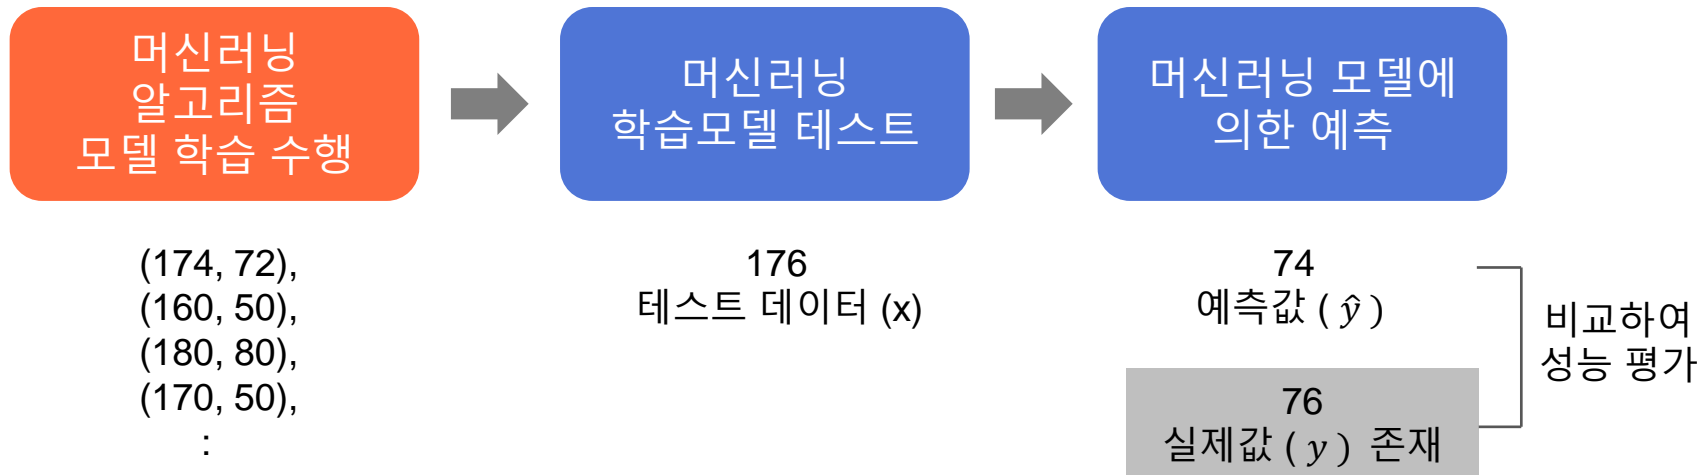 머신러닝
알고리즘
모델 학습 수행
머신러닝
학습모델 테스트
머신러닝 모델에
의한 예측
(174, 72),
(160, 50),
(180, 80),
(170, 50),
:
176
테스트 데이터 (x)
74
예측값 ( ŷ )
76
실제값 ( y ) 존재
비교하여
성능 평가